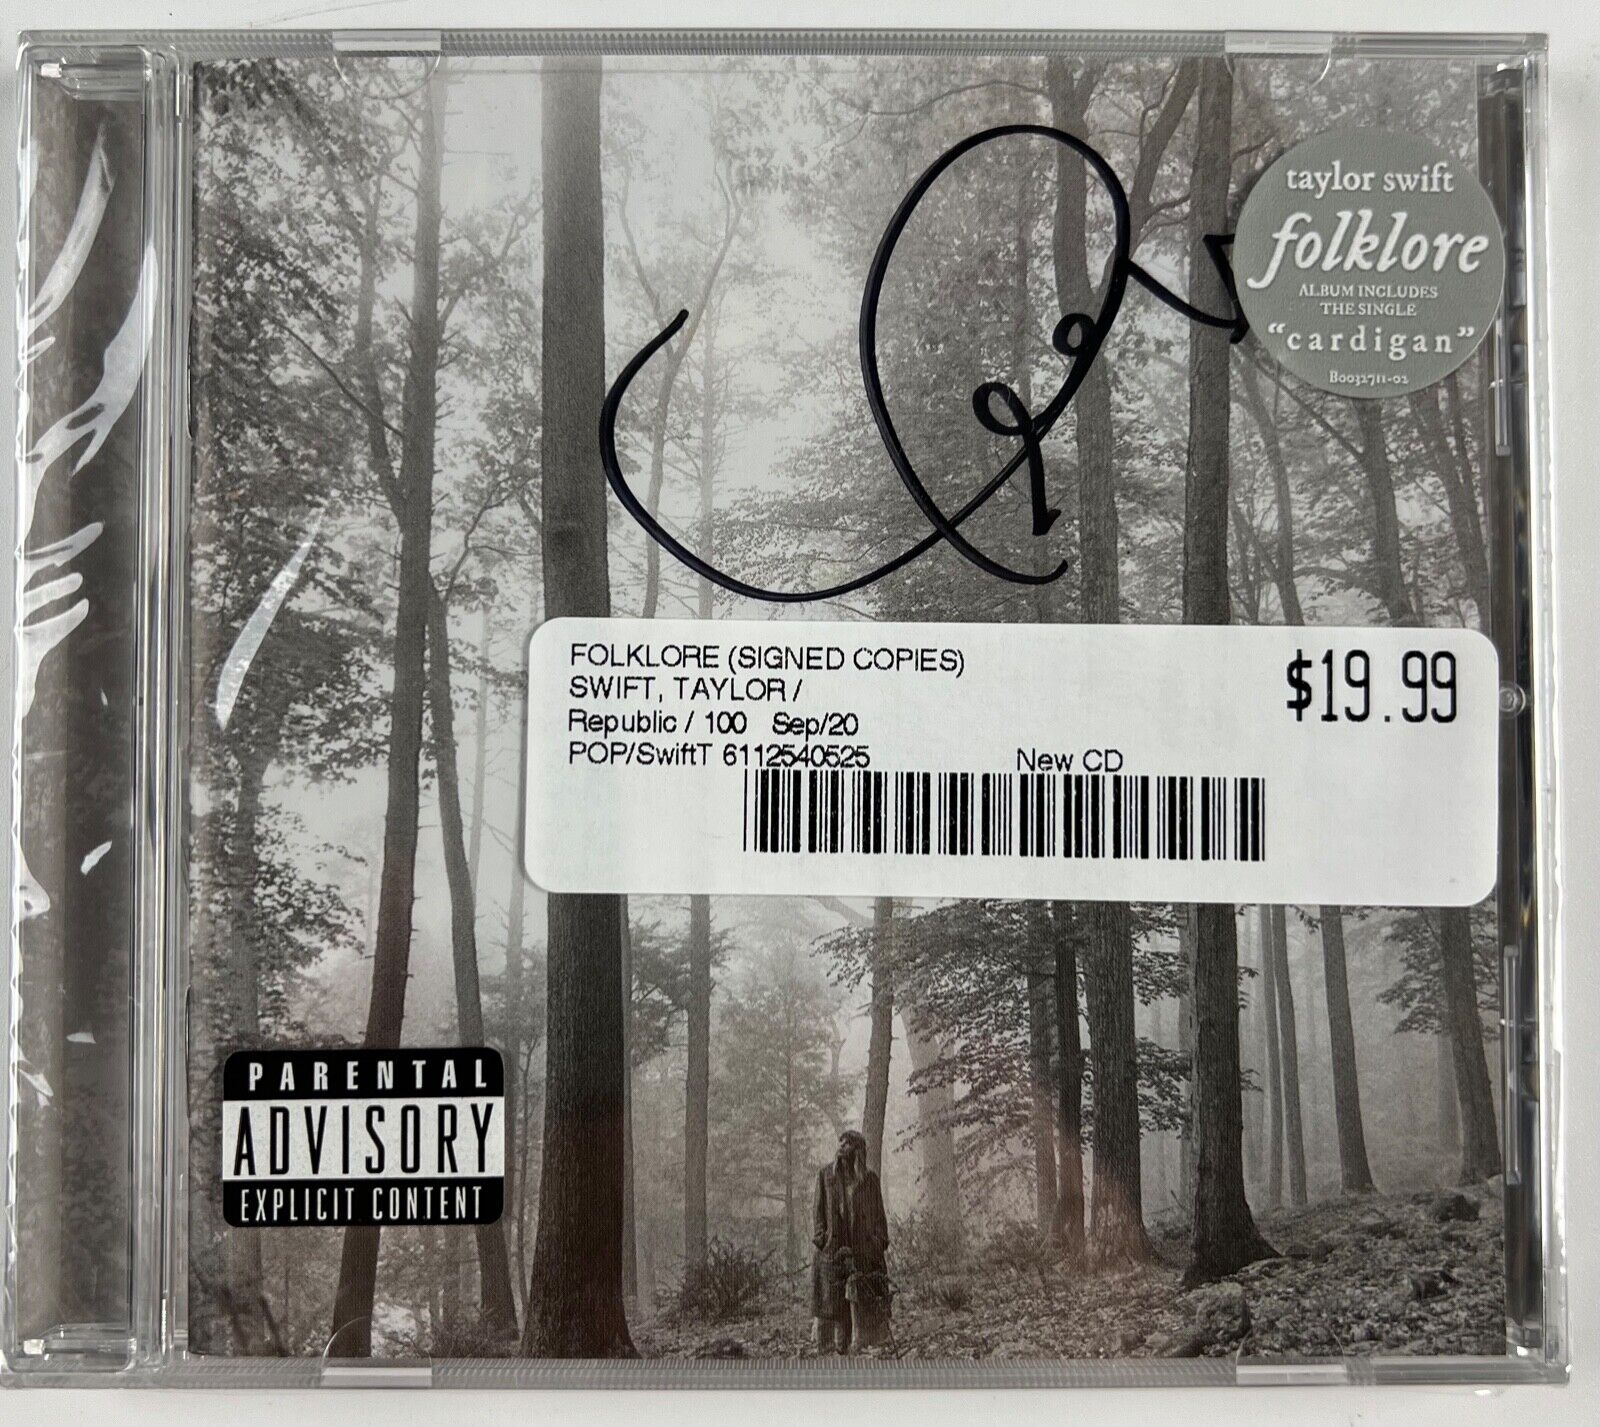 taylor swift
folklore
ALBUM INCLUDES
THE SINGLE
"cardigan"
B0032711-02
FOLKLORE (SIGNED COPIES)
SWIFT, TAYLOR /
Republic / 100 Sep/20
POP/SwiftT 6112540525
New CD
$19.99
PARENTAL
ADVISORY
EXPLICIT CONTENT